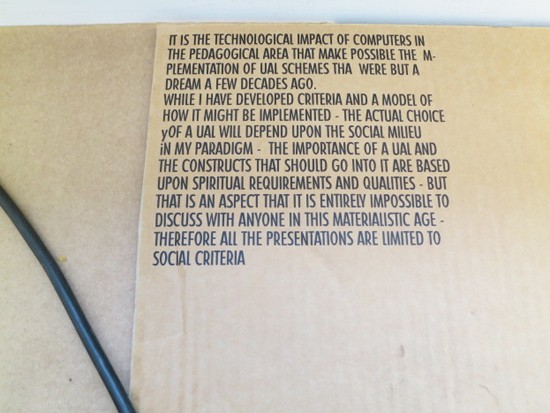 IT IS THE TECHNOLOGICAL IMPACT OF COMPUTERS IN
THE PEDAGOGICAL AREA THAT MAKE POSSIBLE THE M-
PLEMENTATION OF UAL SCHEMES THA WERE BUT A
DREAM A FEW DECADES AGO.
WHILE I HAVE DEVELOPED CRITERIA AND A MODEL OF
HOW IT MIGHT BE IMPLEMENTED - THE ACTUAL CHOICE
yOF A UAL WILL DEPEND UPON THE SOCIAL MILIEU
iN MY PARADIGM - THE IMPORTANCE OF A UAL AND
THE CONSTRUCTS THAT SHOULD GO INTO IT ARE BASED
UPON SPIRITUAL REQUIREMENTS AND QUALITIES - BUT
THAT IS AN ASPECT THAT IT IS ENTIRELY IMPOSSIBLE TO
DISCUSS WITH ANYONE IN THIS MATERIALISTIC AGE -
THEREFORE ALL THE PRESENTATIONS ARE LIMITED TO
SOCIAL CRITERIA